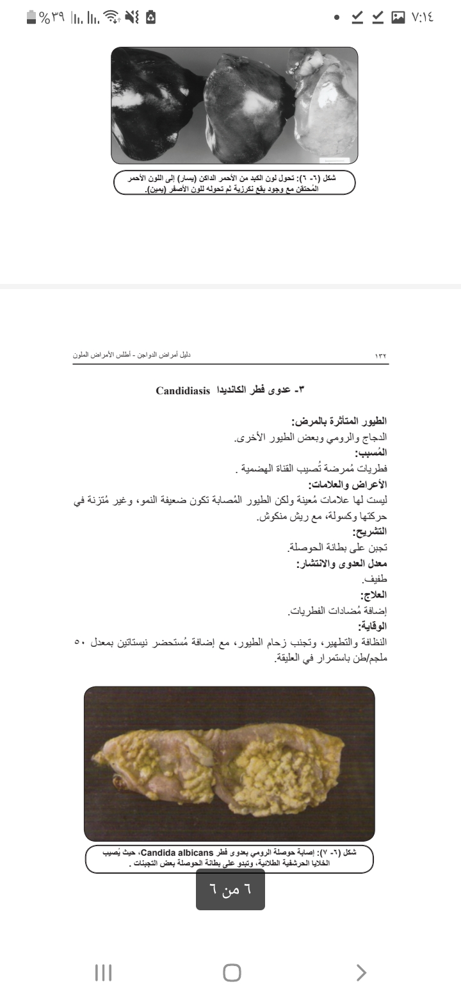 ٧:١٤
%٣٩
شكل (٦- ٦): تحول لون الكبد من الأحمر الداكن (يسار) إلى اللون الأحمر
المُحتقن مع وجود بقع نكرزية ثم تحوله للون الأصفر (يمين).
١٣٢
دليل أمراض الدواجن - أطلس الأمراض الملون
٣- عدوى فطر الكانديدا Candidiasis
الطيور المتأثرة بالمرض:
الدجاج والرومي وبعض الطيور الأخرى.
المُسبب:
فطريات مُمرضة تُصيب القناة الهضمية .
الأعراض والعلامات:
ليست لها علامات مُعينة ولكن الطيور المُصابة تكون ضعيفة النمو، وغير مُتزنة في
حركتها وكسولة، مع ريش منكوش.
التشريح:
تجبن على بطانة الحوصلة.
معدل العدوى والانتشار:
طفيف.
العلاج:
إضافة مُضادات الفطريات.
الوقاية:
النظافة والتطهير، وتجنب زحام الطيور، مع إضافة مُستحضر نيستاتين بمعدل ٥٠
ملجم/طن باستمرار في العليقة.
شكل (٦- ٧): إصابة حوصلة الرومي بعدوى فطر Candida albicans، حيث يُصيب
الخلايا الحرشفية الطلائية، وتبدو على بطانة الحوصلة بعض التجبنات .
٦ من ٦